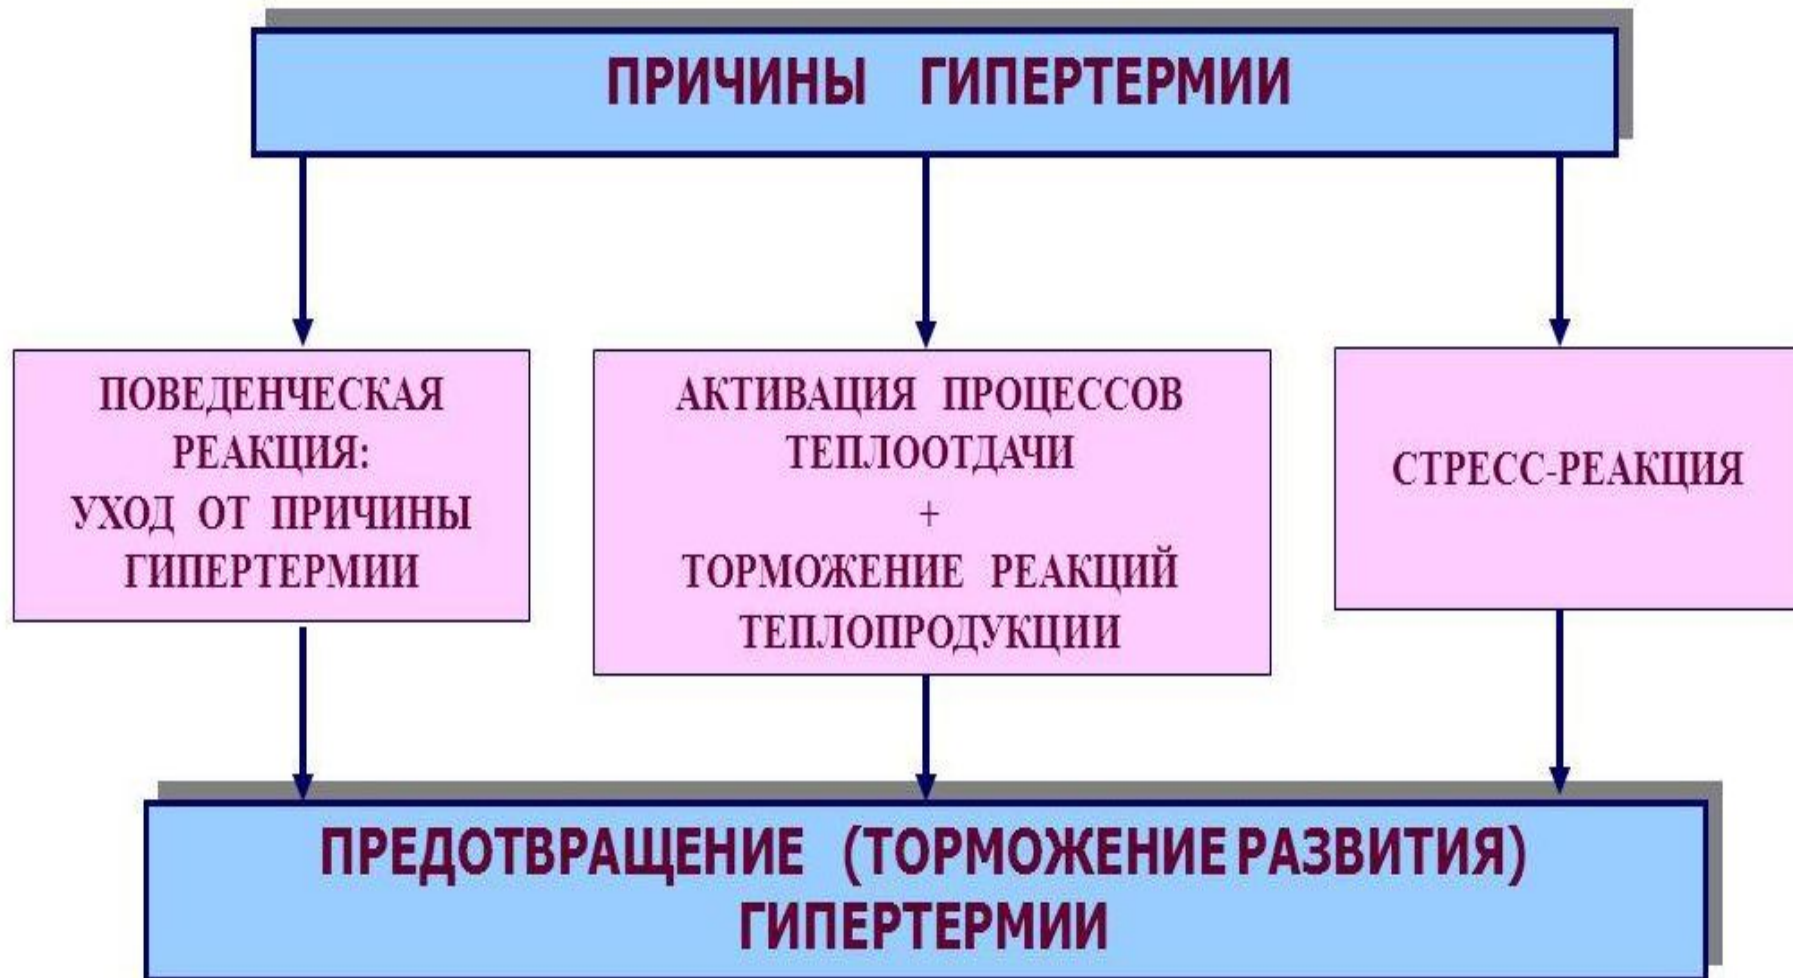 ПРИЧИНЫ ГИПЕРТЕРМИИ
ПОВЕДЕНЧЕСКАЯ
РЕАКЦИЯ:
УХОД ОТ ПРИЧИНЫ
ГИПЕРТЕРМИИ
АКТИВАЦИЯ ПРОЦЕССОВ
ТЕПЛООТДАЧИ
+
ТОРМОЖЕНИЕ РЕАКЦИЙ
ТЕПЛОПРОДУКЦИИ
СТРЕСС-РЕАКЦИЯ
ПРЕДОТВРАЩЕНИЕ (ТОРМОЖЕНИЕ РАЗВИТИЯ)
ГИПЕРТЕРМИИ